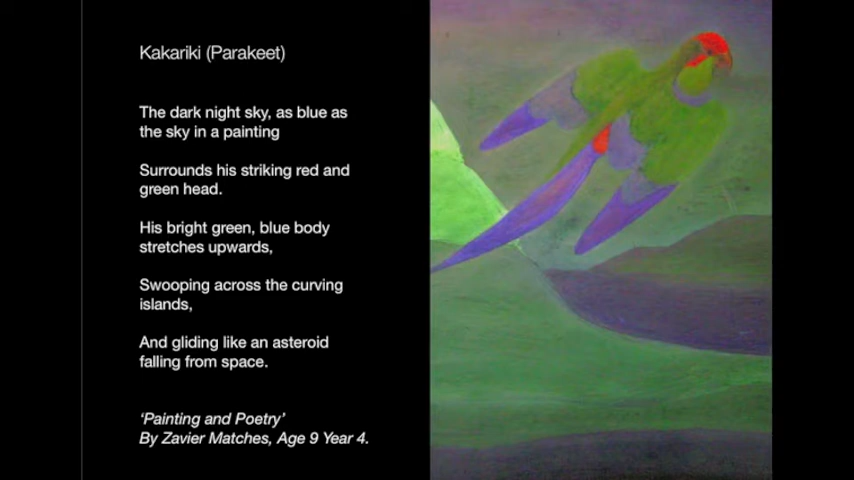 Kakariki (Parakeet)
The dark night sky, as blue as
the sky in a painting
Surrounds his striking red and
green head.
His bright green, blue body
stretches upwards,
Swooping across the curving
islands,
And gliding like an asteroid
falling from space.
‘Painting and Poetry’
By Zavier Matches, Age 9 Year 4.